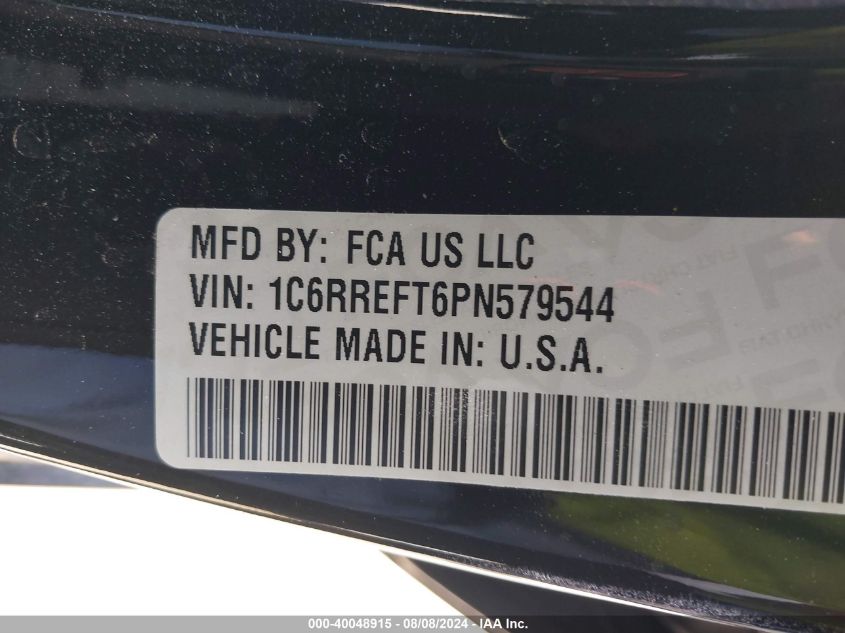 MFD BY: FCA US LLC
VIN: 1C6RREFT6PN579544
VEHICLE MADE IN: U.S.A.
000-40048915 - 08/08/2024 - IAA Inc.